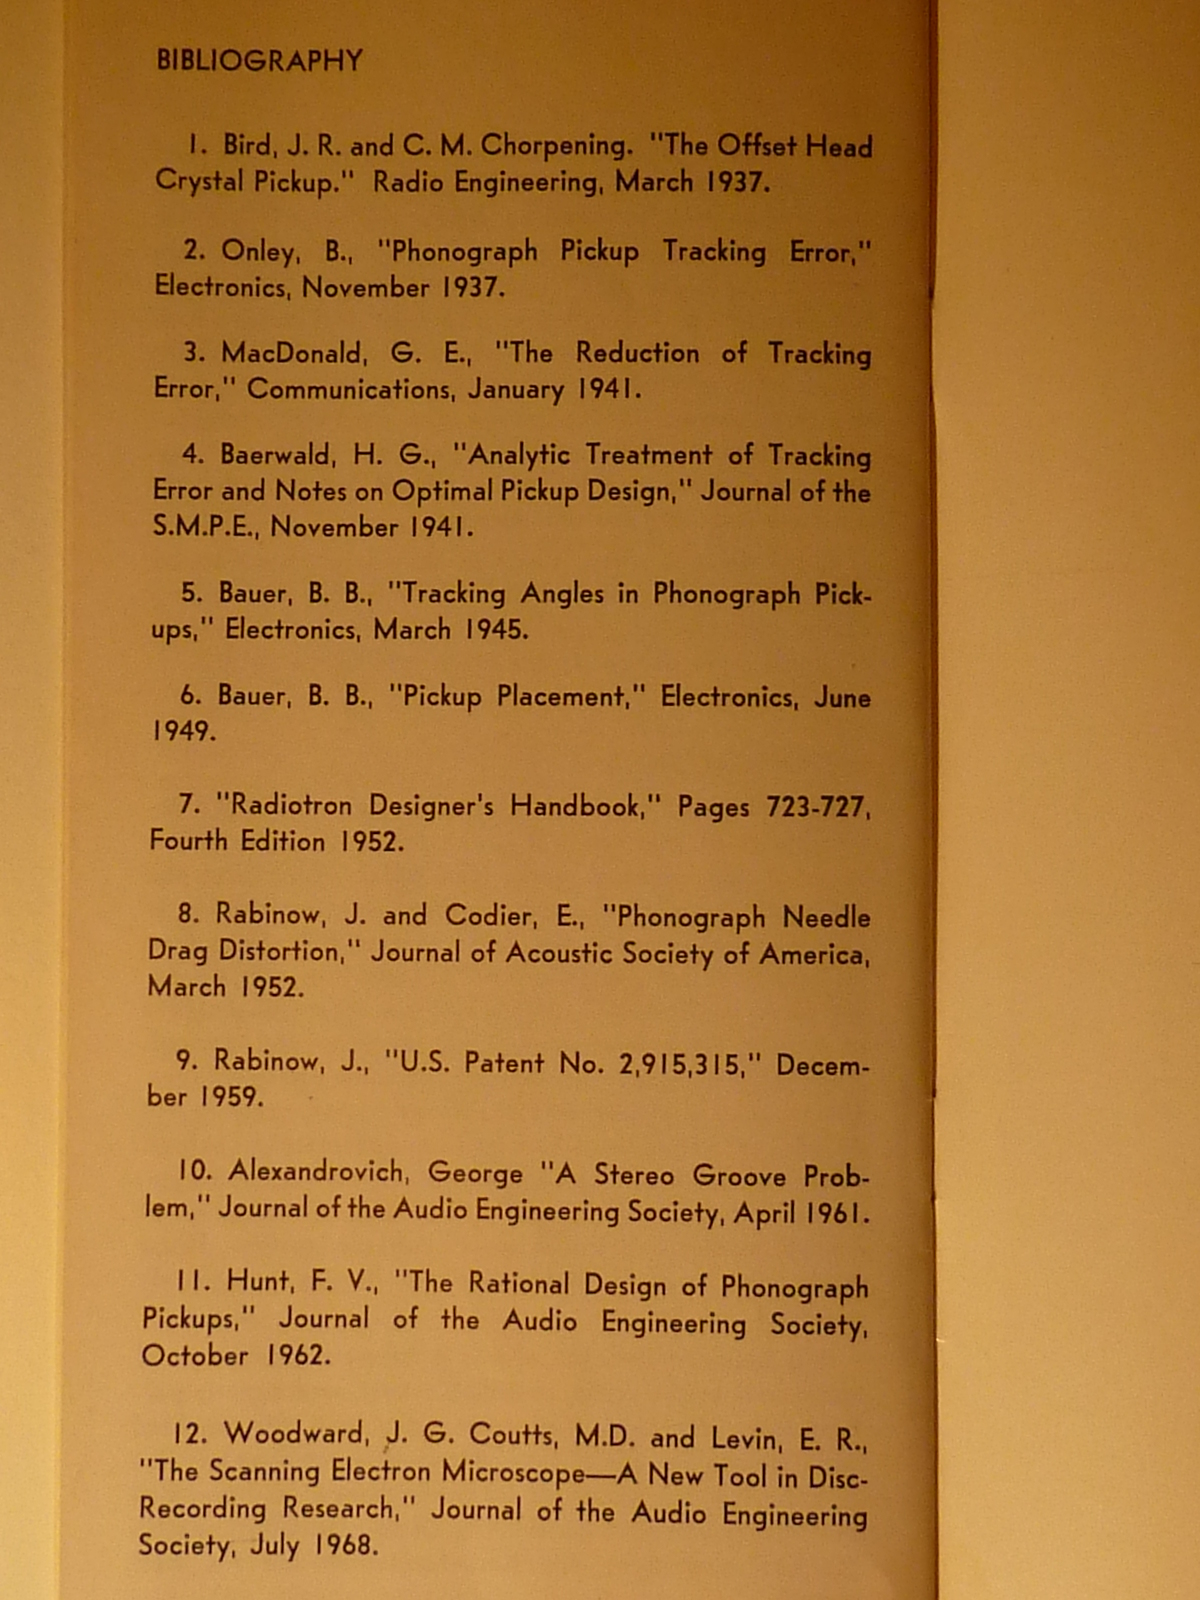 BIBLIOGRAPHY
1. Bird, J. R. and C. M. Chorpening. "The Offset Head
Crystal Pickup." Radio Engineering, March 1937.
2. Onley, B., "Phonograph Pickup Tracking Error,"
Electronics, November 1937.
3. MacDonald, G. E., "The Reduction of Tracking
Error," Communications, January 1941.
4. Baerwald, H. G., "Analytic Treatment of Tracking
Error and Notes on Optimal Pickup Design," Journal of the
S.M.P.E., November 1941.
5. Bauer, B. B., "Tracking Angles in Phonograph Pick-
ups," Electronics, March 1945.
6. Bauer, B. B., "Pickup Placement," Electronics, June
1949.
7. "Radiotron Designer's Handbook," Pages 723-727,
Fourth Edition 1952.
8. Rabinow, J. and Codier, E., "Phonograph Needle
Drag Distortion," Journal of Acoustic Society of America,
March 1952.
9. Rabinow, J., "U.S. Patent No. 2,915,315," Decem-
ber 1959.
10. Alexandrovich, George "A Stereo Groove Prob-
lem," Journal of the Audio Engineering Society, April 1961.
11. Hunt, F. V., "The Rational Design of Phonograph
Pickups," Journal of the Audio Engineering Society,
October 1962.
12. Woodward, J. G. Coutts, M.D. and Levin, E. R.,
"The Scanning Electron Microscope—A New Tool in Disc-
Recording Research," Journal of the Audio Engineering
Society, July 1968.